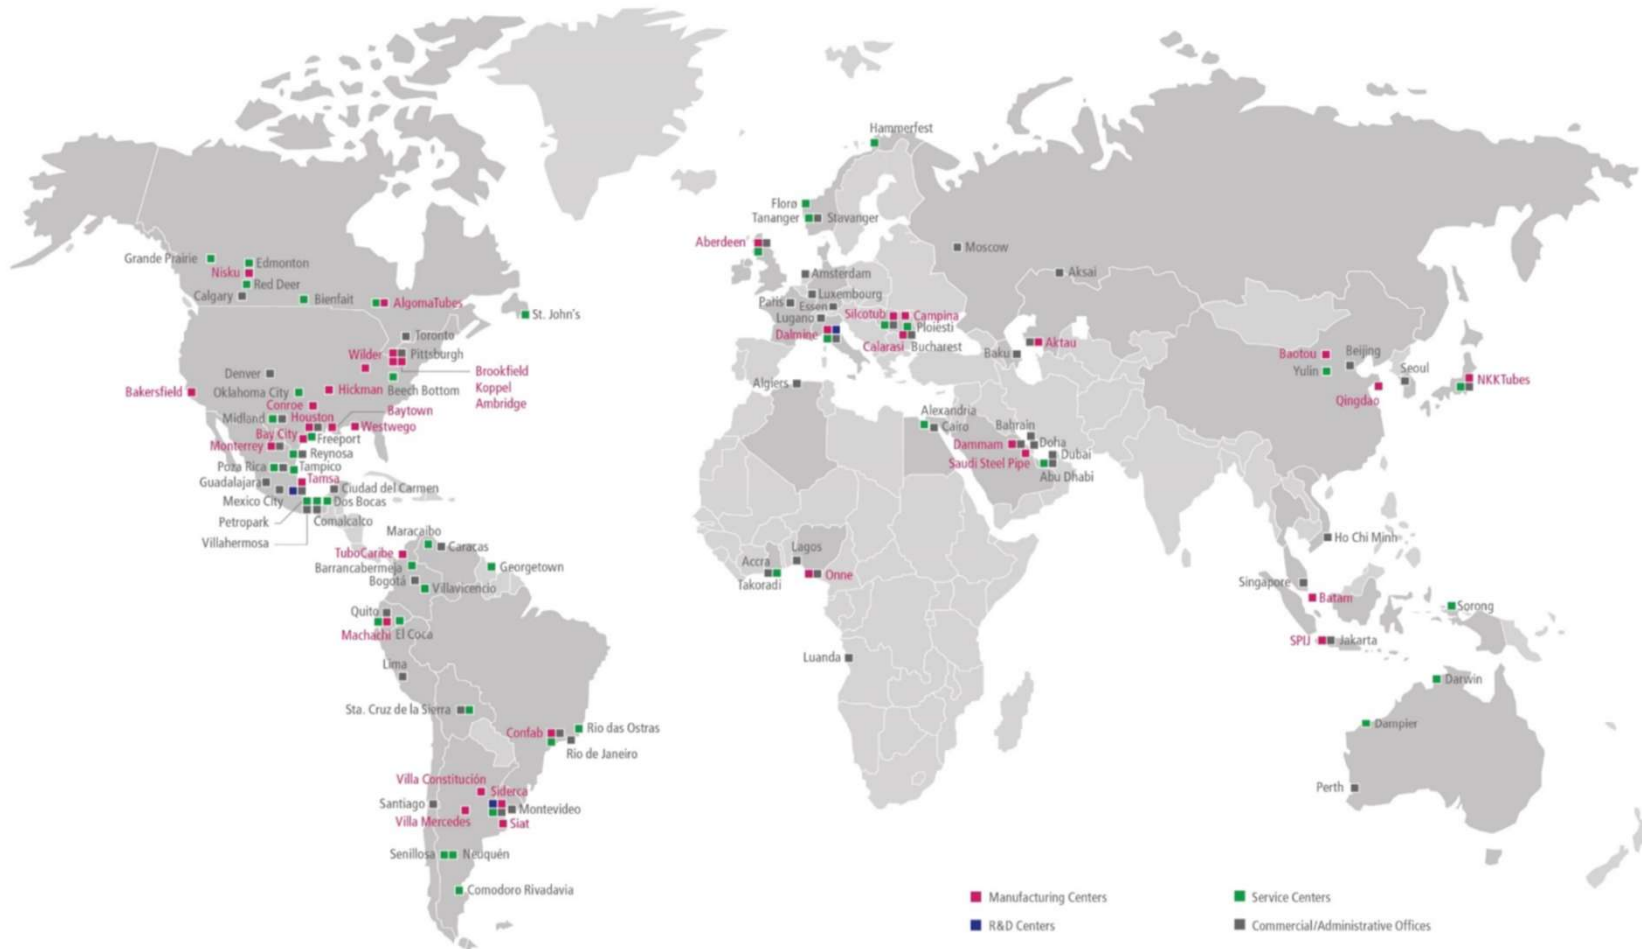 Hammerfest
Florø
Tananger
Stavanger
Aberdeen
Moscow
Amsterdam
Aksai
Luxembourg
Paris
Essen
Lugano
Silcotub
Campina
Dalmine
Ploiesti
Calarasi
Bucharest
Baku
Aktau
Grande Prairie
Edmonton
Nisku
Red Deer
Calgary
Bienfait
AlgomaTubes
St. John's
Toronto
Wilder
Pittsburgh
Denver
Brookfield
Koppel
Ambridge
Bakersfield
Oklahoma City
Hickman
Beech Bottom
Conroe
Baytown
Midland
Houston
Westwego
Bay City
Freeport
Monterrey
Reynosa
Poza Rica
Tampico
Tamsa
Guadalajara
Ciudad del Carmen
Mexico City
Dos Bocas
Petropark
Comalcalco
Villahermosa
Maracaibo
Caracas
TuboCaribe
Barrancabermeja
Georgetown
Bogotá
Villavicencio
Quito
Machachi
El Coca
Lima
Sta. Cruz de la Sierra
Confab
Rio das Ostras
Rio de Janeiro
Villa Constitución
Siderca
Santiago
Montevideo
Villa Mercedes
Siat
Senillosa
Neuquén
Comodoro Rivadavia
Algiers
Alexandria
Cairo
Bahrain
Dammam
Doha
Dubai
Saudi Steel Pipe
Abu Dhabi
Lagos
Accra
Takoradi
Onne
Luanda
Baotou
Beijing
Yulin
Seoul
NKKTubes
Qingdao
Ho Chi Minh
Singapore
Batam
Sorong
SPIJ
Jakarta
Darwin
Dampier
Perth
Manufacturing Centers
Service Centers
R&D Centers
Commercial/Administrative Offices